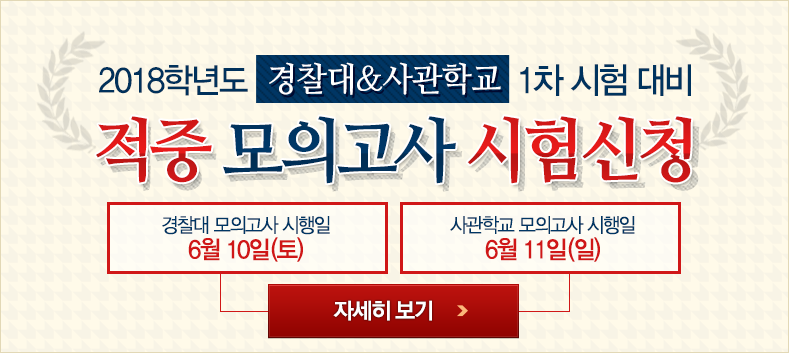 2018학년도 경찰대&사관학교 1차 시험 대비
적중 모의고사 시험신청
경찰대 모의고사 시행일
6월 10일(토)
사관학교 모의고사 시행일
6월 11일(일)
자세히 보기